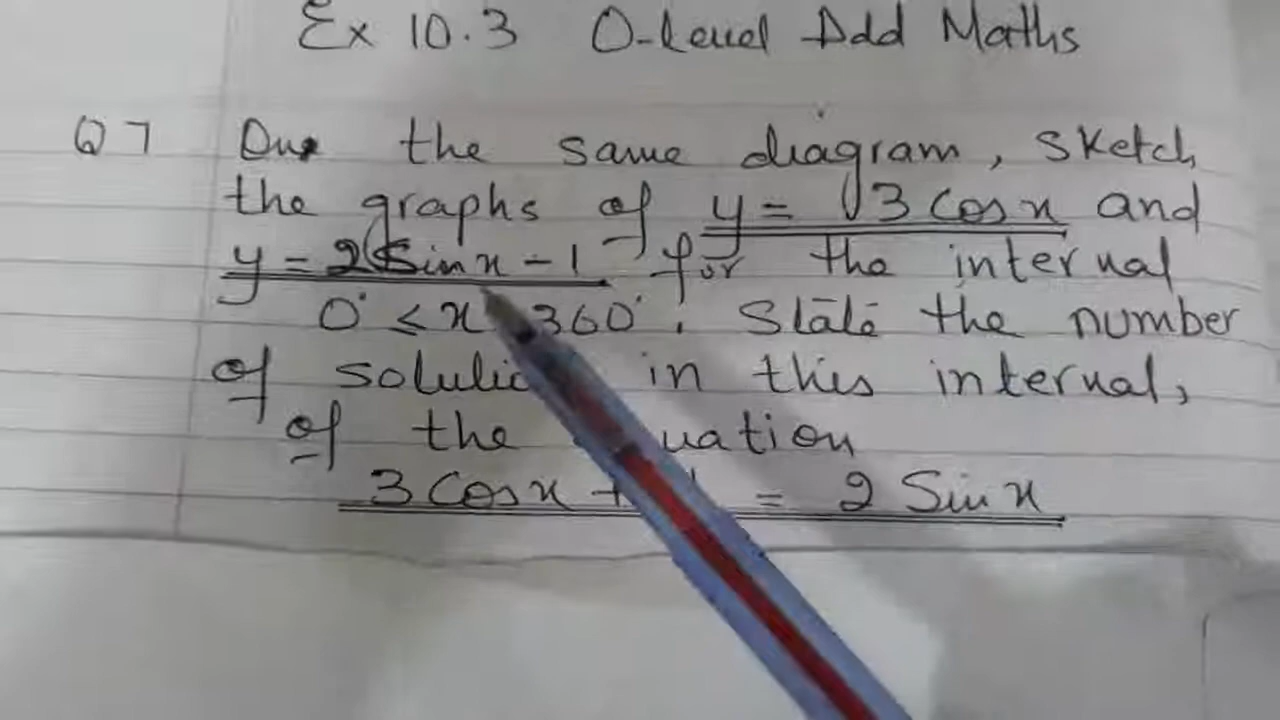 Ex 10.3 O-Level Add Maths
Q7 On the same diagram, sketch
the graphs of y = 3 Cos x and
y = 2 Sin x - 1 for the interval
0° < x 360°. State the number
of in this interval,
of the
3 Cos x + 1 = 2 Sin x